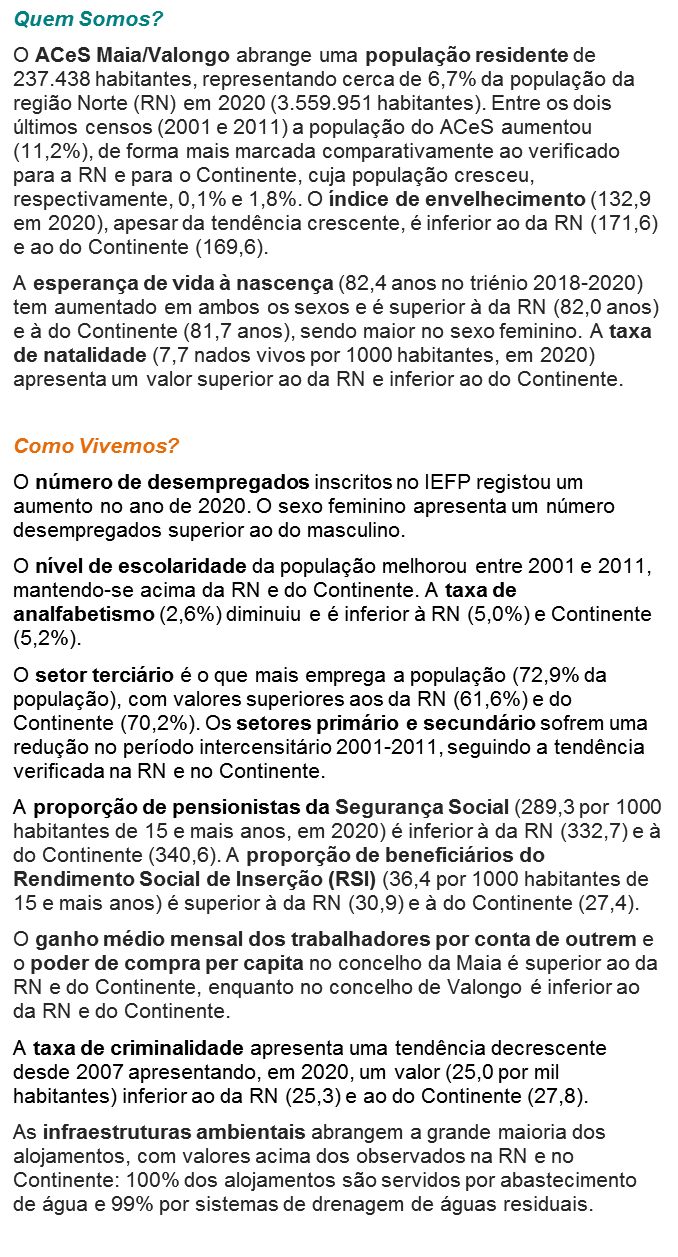 Quem Somos?
O ACeS Maia/Valongo abrange uma população residente de
237.438 habitantes, representando cerca de 6,7% da população da
região Norte (RN) em 2020 (3.559.951 habitantes). Entre os dois
últimos censos (2001 e 2011) a população do ACeS aumentou
(11,2%), de forma mais marcada comparativamente ao verificado
para a RN e para o Continente, cuja população cresceu,
respectivamente, 0,1% e 1,8%. O índice de envelhecimento (132,9
em 2020), apesar da tendência crescente, é inferior ao da RN (171,6)
e ao do Continente (169,6).
A esperança de vida à nascença (82,4 anos no triénio 2018-2020)
tem aumentado em ambos os sexos e é superior à da RN (82,0 anos)
e à do Continente (81,7 anos), sendo maior no sexo feminino. A taxa
de natalidade (7,7 nados vivos por 1000 habitantes, em 2020)
apresenta um valor superior ao da RN e inferior ao do Continente.
Como Vivemos?
O número de desempregados inscritos no IEFP registou um
aumento no ano de 2020. O sexo feminino apresenta um número
desempregados superior ao do masculino.
O nível de escolaridade da população melhorou entre 2001 e 2011,
mantendo-se acima da RN e do Continente. A taxa de
analfabetismo (2,6%) diminuiu e é inferior à RN (5,0%) e Continente
(5,2%).
O setor terciário é o que mais emprega a população (72,9% da
população), com valores superiores aos da RN (61,6%) e do
Continente (70,2%). Os setores primário e secundário sofrem uma
redução no período intercensitário 2001-2011, seguindo a tendência
verificada na RN e no Continente.
A proporção de pensionistas da Segurança Social (289,3 por 1000
habitantes de 15 e mais anos, em 2020) é inferior à da RN (332,7) e à
do Continente (340,6). A proporção de beneficiários do
Rendimento Social de Inserção (RSI) (36,4 por 1000 habitantes de
15 e mais anos) é superior à da RN (30,9) e à do Continente (27,4).
O ganho médio mensal dos trabalhadores por conta de outrem e
o poder de compra per capita no concelho da Maia é superior ao da
RN e do Continente, enquanto no concelho de Valongo é inferior ao
da RN e do Continente.
A taxa de criminalidade apresenta uma tendência decrescente
desde 2007 apresentando, em 2020, um valor (25,0 por mil
habitantes) inferior ao da RN (25,3) e ao do Continente (27,8).
As infraestruturas ambientais abrangem a grande maioria dos
alojamentos, com valores acima dos observados na RN e no
Continente: 100% dos alojamentos são servidos por abastecimento
de água e 99% por sistemas de drenagem de águas residuais.